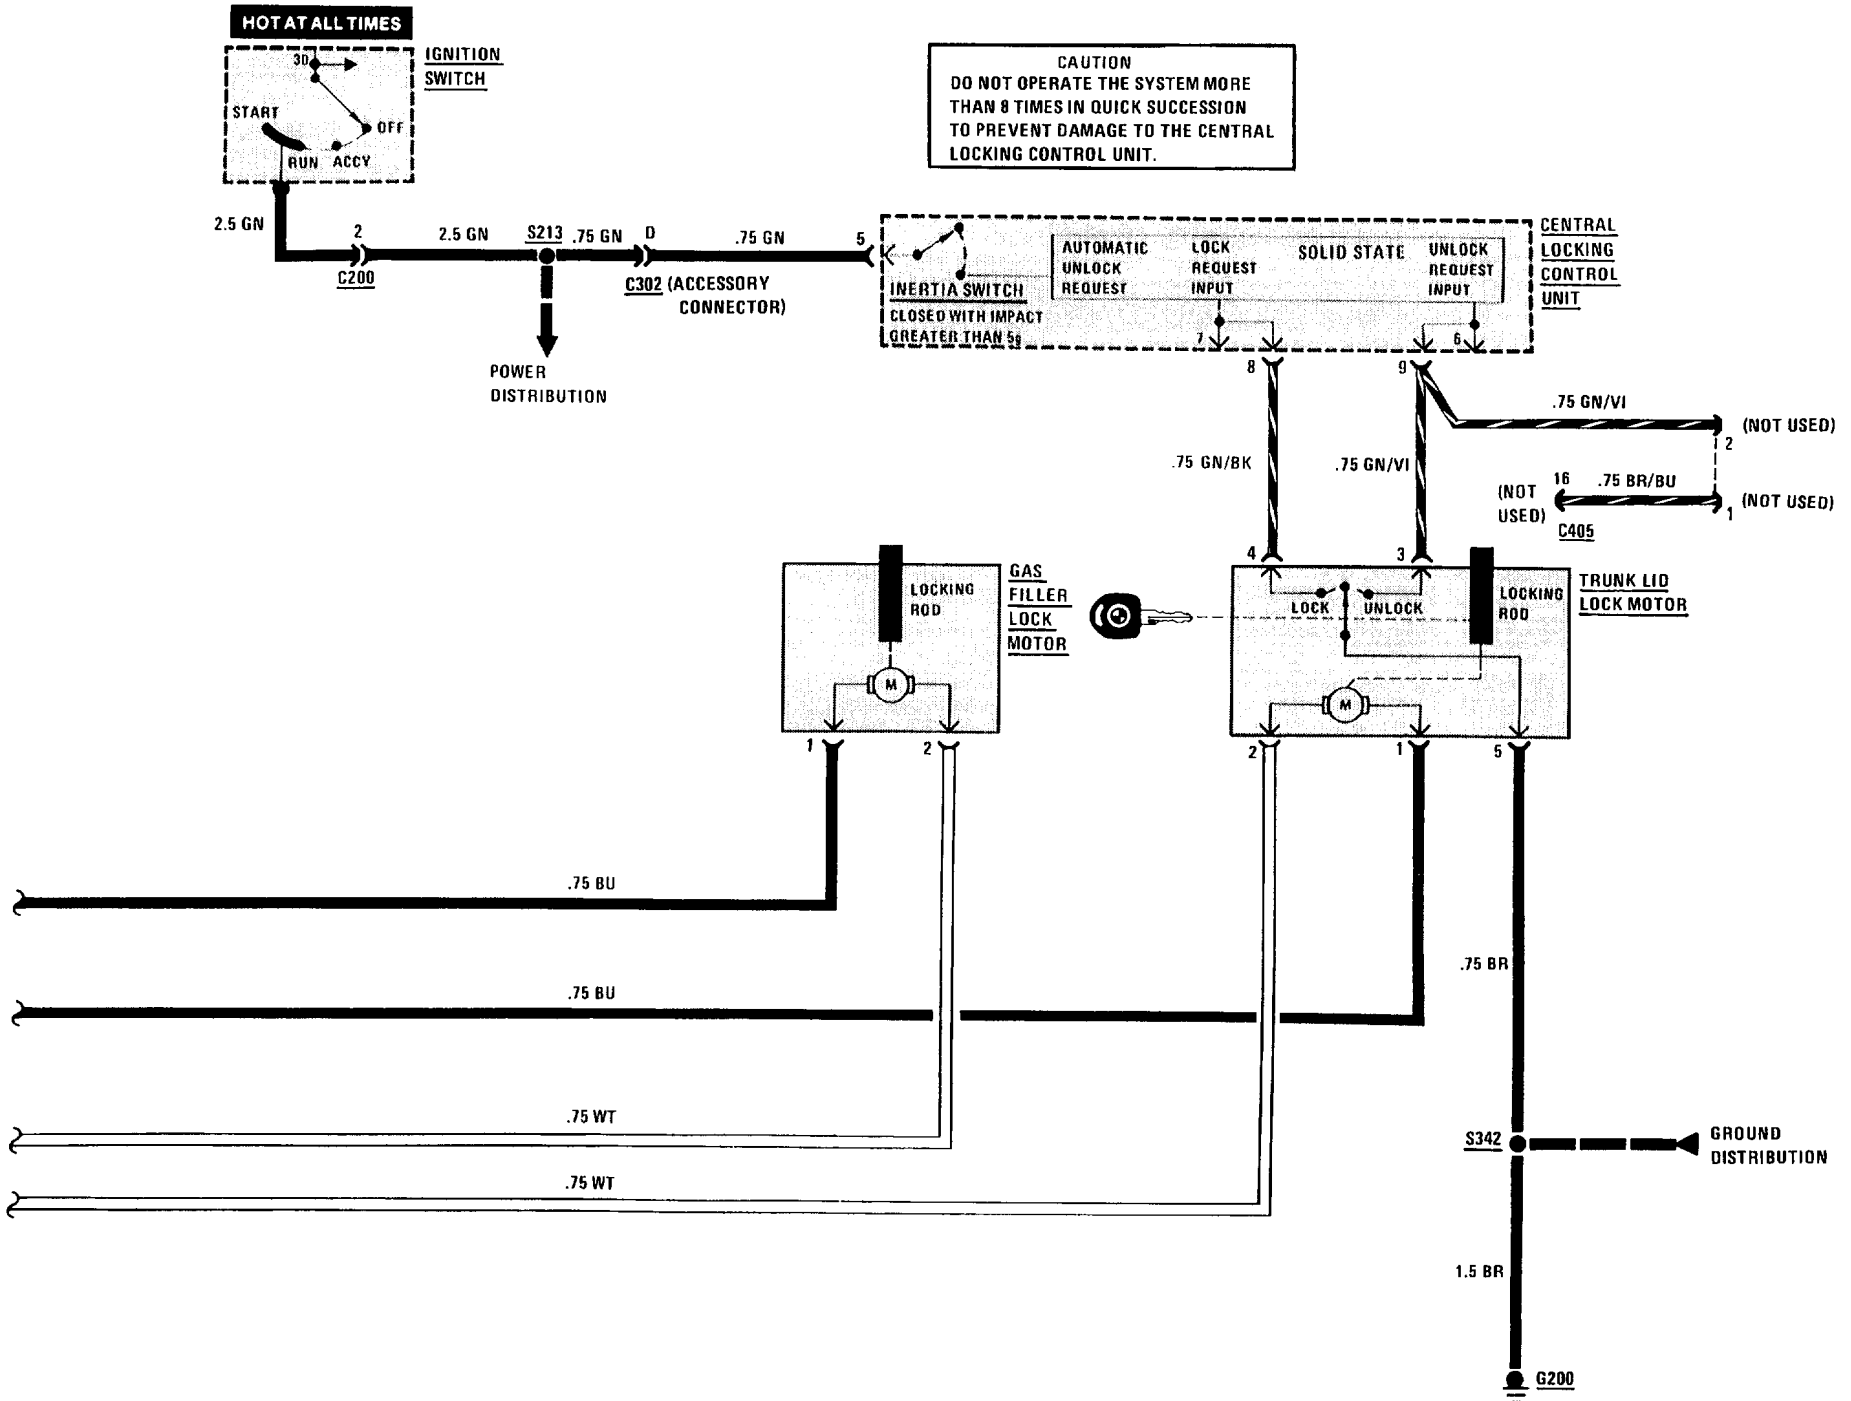 HOT AT ALL TIMES
IGNITION
SWITCH
30
START
OFF
RUN ACCY
CAUTION
DO NOT OPERATE THE SYSTEM MORE
THAN 8 TIMES IN QUICK SUCCESSION
TO PREVENT DAMAGE TO THE CENTRAL
LOCKING CONTROL UNIT.
2.5 GN
2
C200
2.5 GN
S213
.75 GN
D
C302 (ACCESSORY
CONNECTOR)
.75 GN
5
POWER
DISTRIBUTION
INERTIA SWITCH
CLOSED WITH IMPACT
GREATER THAN 5g
AUTOMATIC
UNLOCK
REQUEST
LOCK
REQUEST
INPUT
SOLID STATE
UNLOCK
REQUEST
INPUT
7
6
CENTRAL
LOCKING
CONTROL
UNIT
8
9
.75 GN/VI
2
(NOT USED)
.75 GN/BK
.75 GN/VI
(NOT
USED)
16
.75 BR/BU
C405
1
(NOT USED)
4
3
LOCKING
ROD
M
GAS
FILLER
LOCK
MOTOR
LOCK
UNLOCK
LOCKING
ROD
M
TRUNK LID
LOCK MOTOR
1
2
2
1
5
.75 BU
.75 BU
.75 BR
.75 WT
.75 WT
S342
GROUND
DISTRIBUTION
1.5 BR
G200